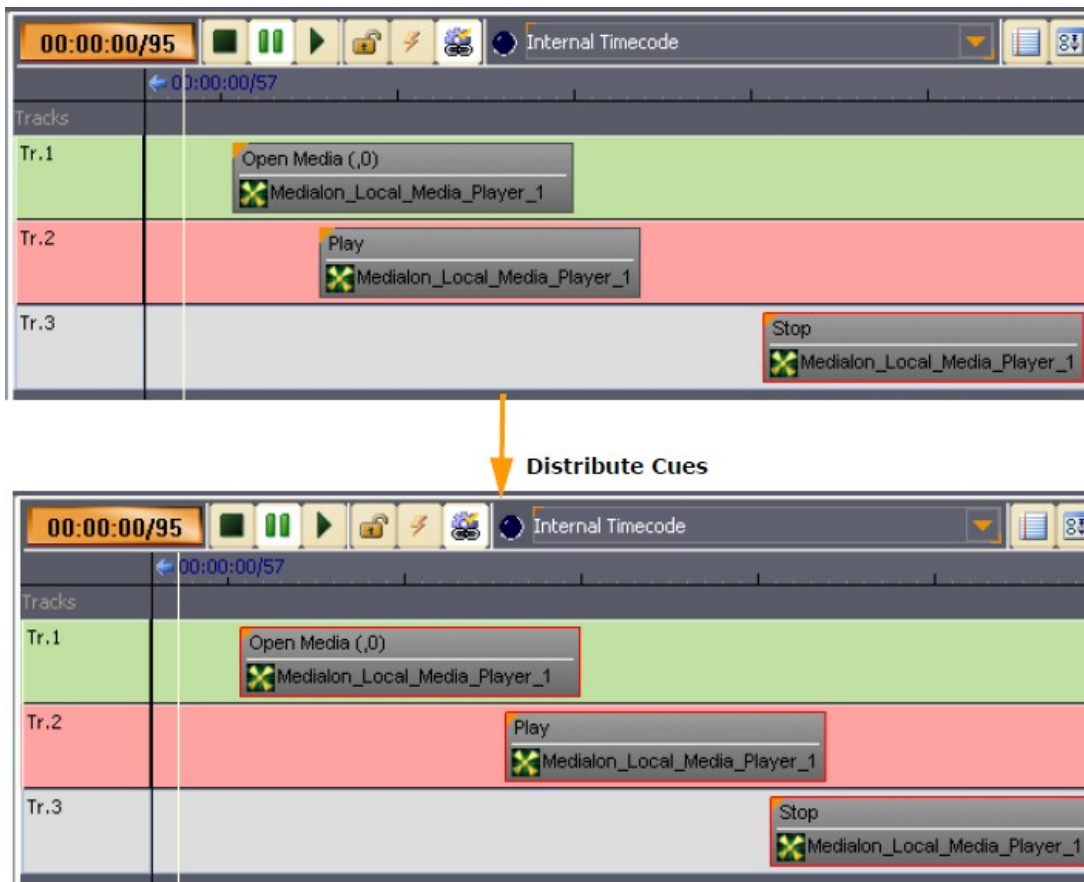 00:00:00/95
Internal Timecode
00:00:00/57
Tracks
Tr.1
Open Media (,0)
Medialon_Local_Media_Player_1
Tr.2
Play
Medialon_Local_Media_Player_1
Tr.3
Stop
Medialon_Local_Media_Player_1
Distribute Cues
00:00:00/95
Internal Timecode
00:00:00/57
Tracks
Tr.1
Open Media (,0)
Medialon_Local_Media_Player_1
Tr.2
Play
Medialon_Local_Media_Player_1
Tr.3
Stop
Medialon_Local_Media_Player_1